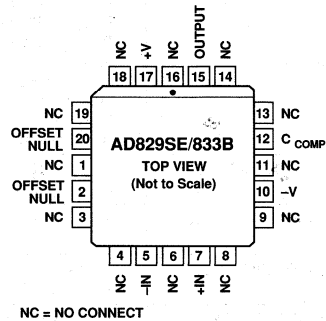 NC +V NC OUTPUT NC
18 17 16 15 14
NC 19
OFFSET NULL 20
NC 1
OFFSET NULL 2
NC 3
AD829SE/833B
TOP VIEW
(Not to Scale)
13 NC
12 CCOMP
11 NC
10 –V
9 NC
4 5 6 7 8
NC –IN NC +IN NC
NC = NO CONNECT